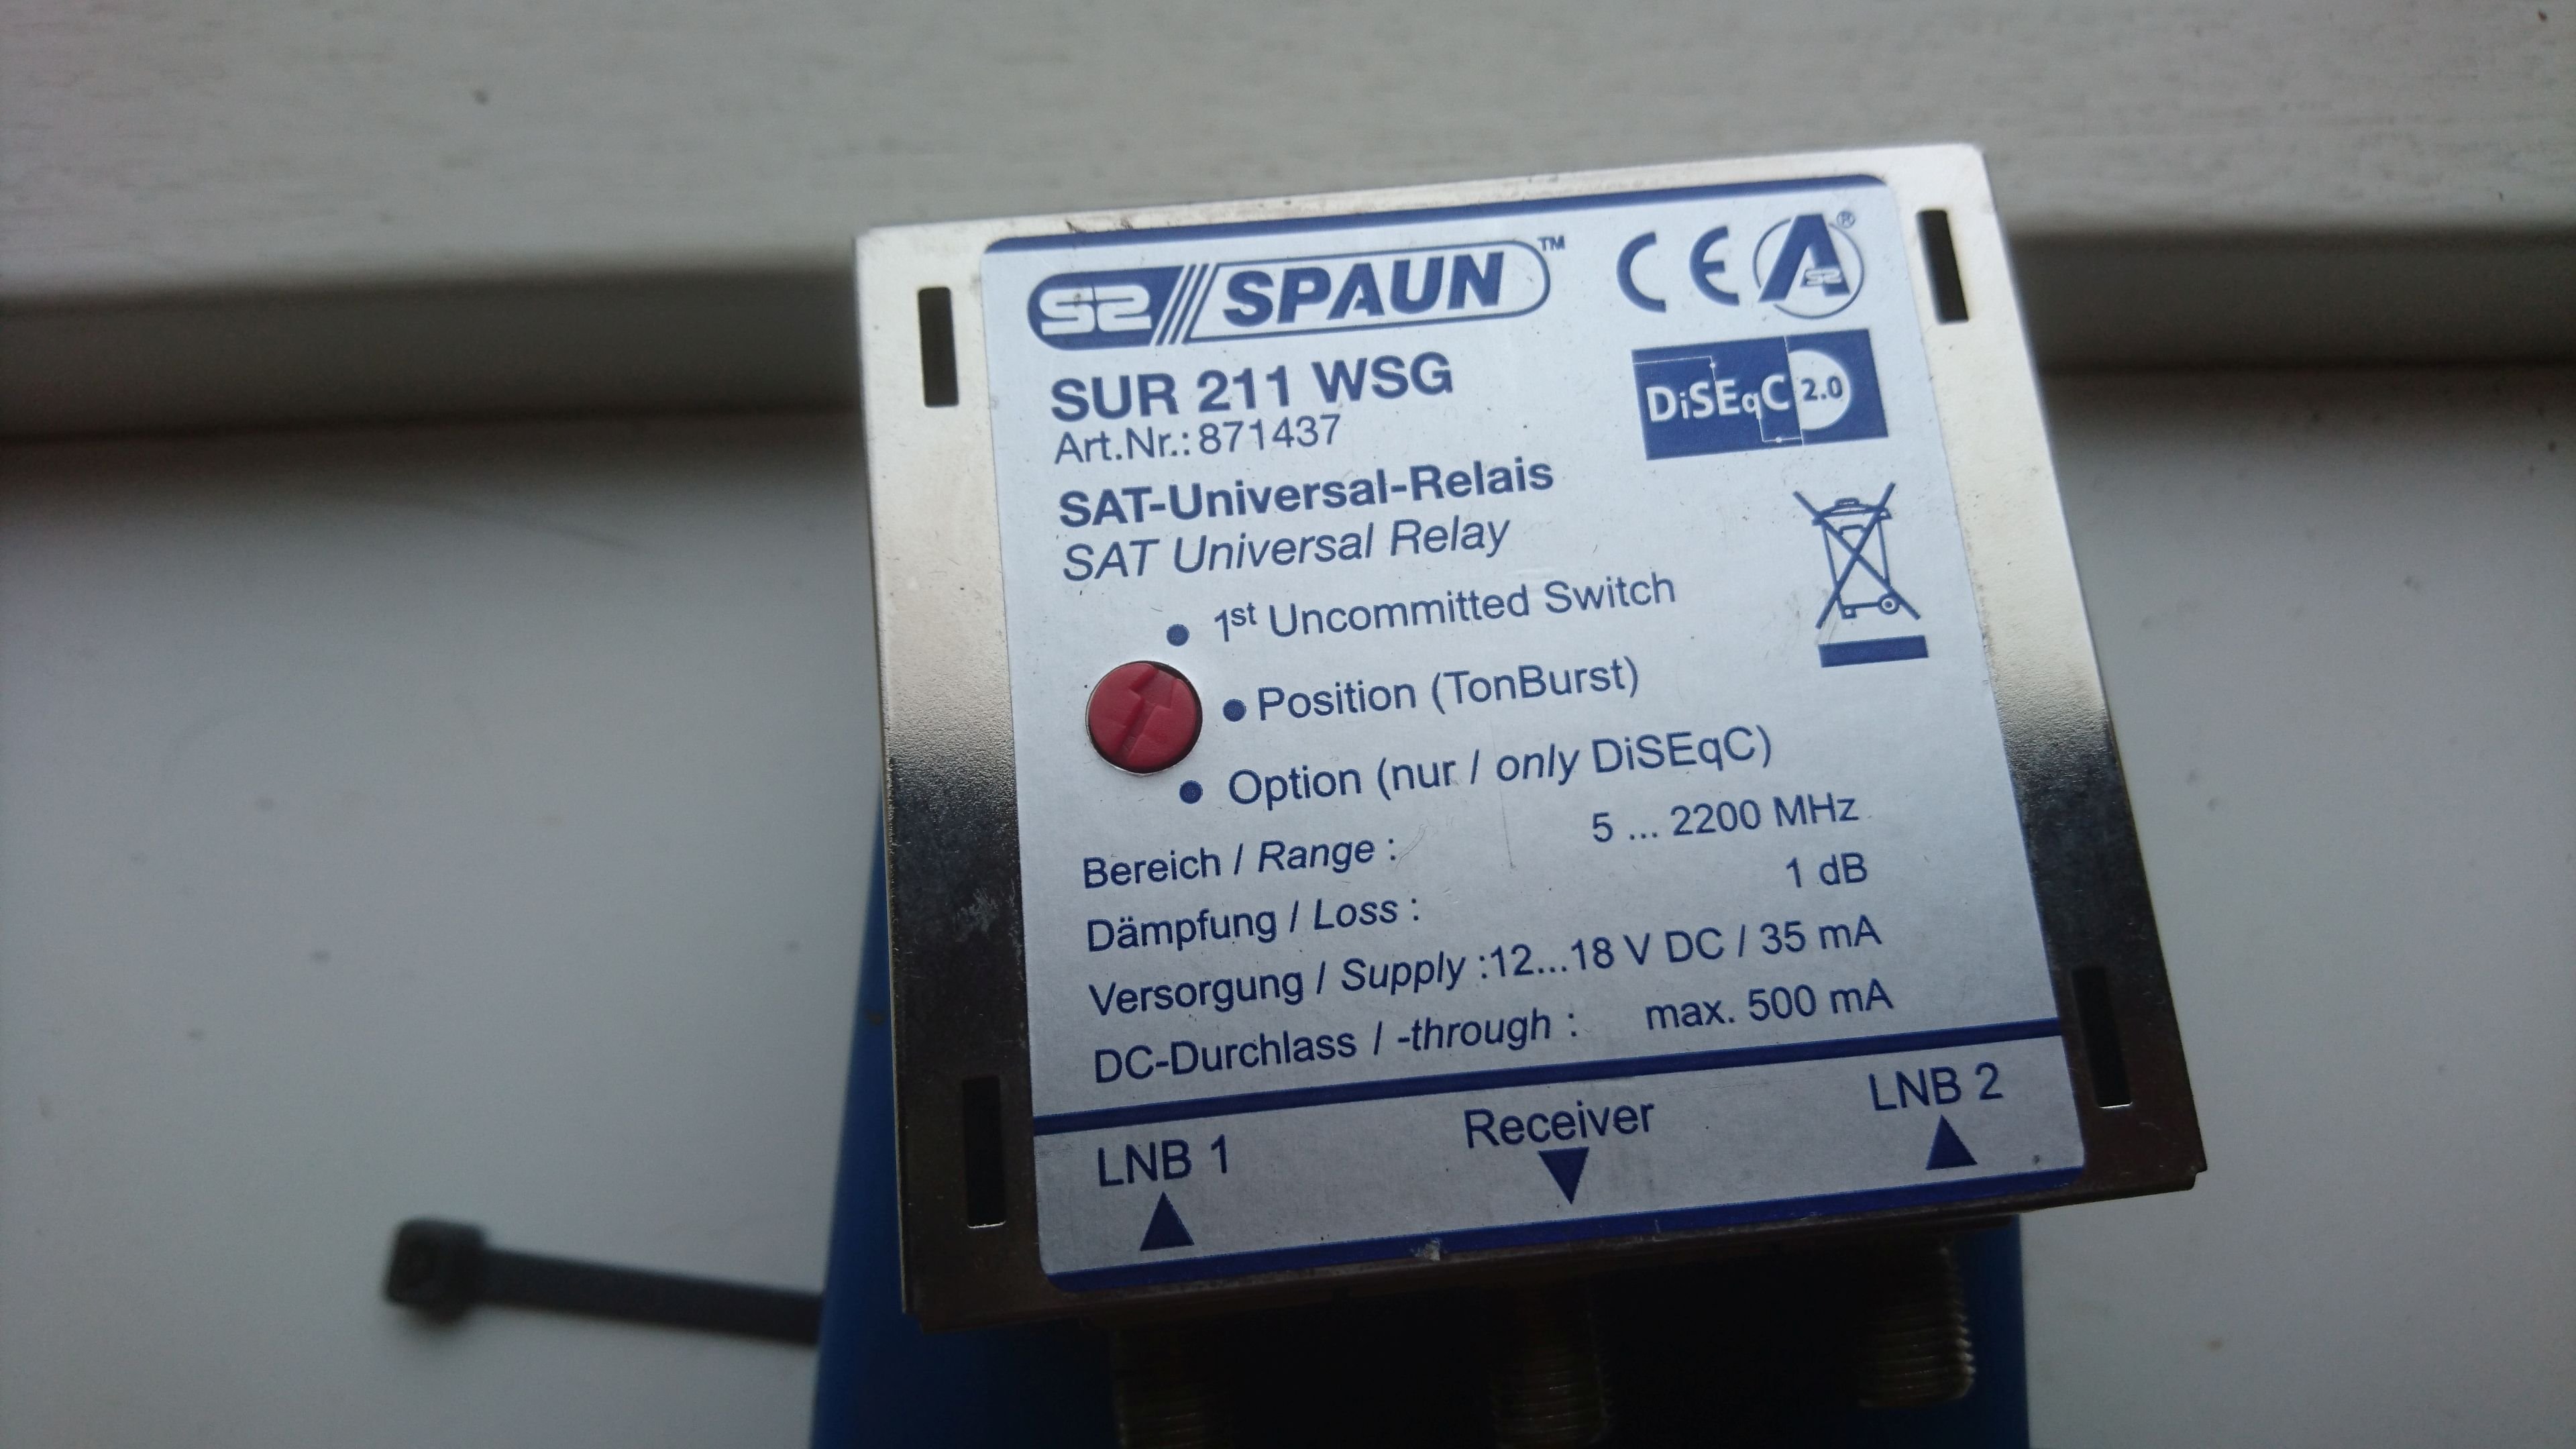 S2 SPAUN™ CE A® S2
SUR 211 WSG
DiSEqC 2.0
Art.Nr.: 871437
SAT-Universal-Relais
SAT Universal Relay
• 1st Uncommitted Switch
• Position (TonBurst)
• Option (nur / only DiSEqC)
Bereich / Range : 5 ... 2200 MHz
Dämpfung / Loss : 1 dB
Versorgung / Supply :12...18 V DC / 35 mA
DC-Durchlass / -through : max. 500 mA
LNB 1 Receiver LNB 2